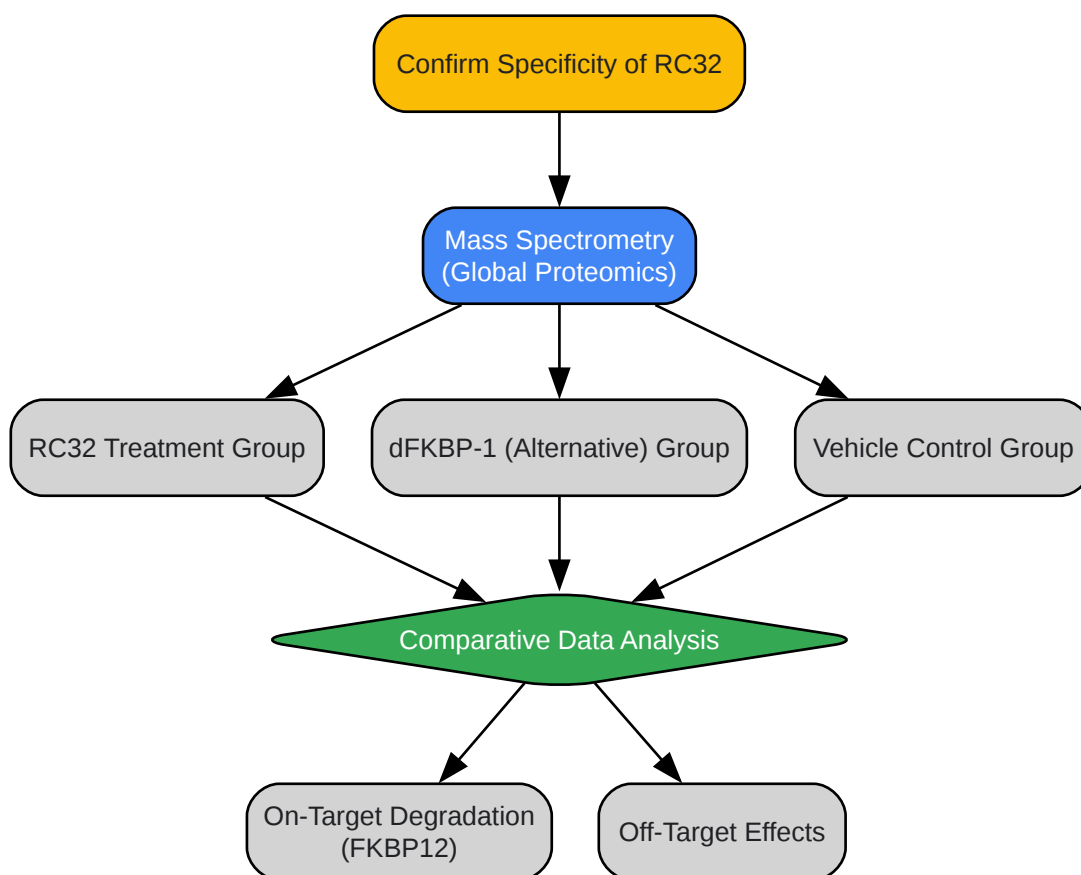 Confirm Specificity of RC32
Mass Spectrometry
(Global Proteomics)
RC32 Treatment Group
dFKBP-1 (Alternative) Group
Vehicle Control Group
Comparative Data Analysis
On-Target Degradation
(FKBP12)
Off-Target Effects